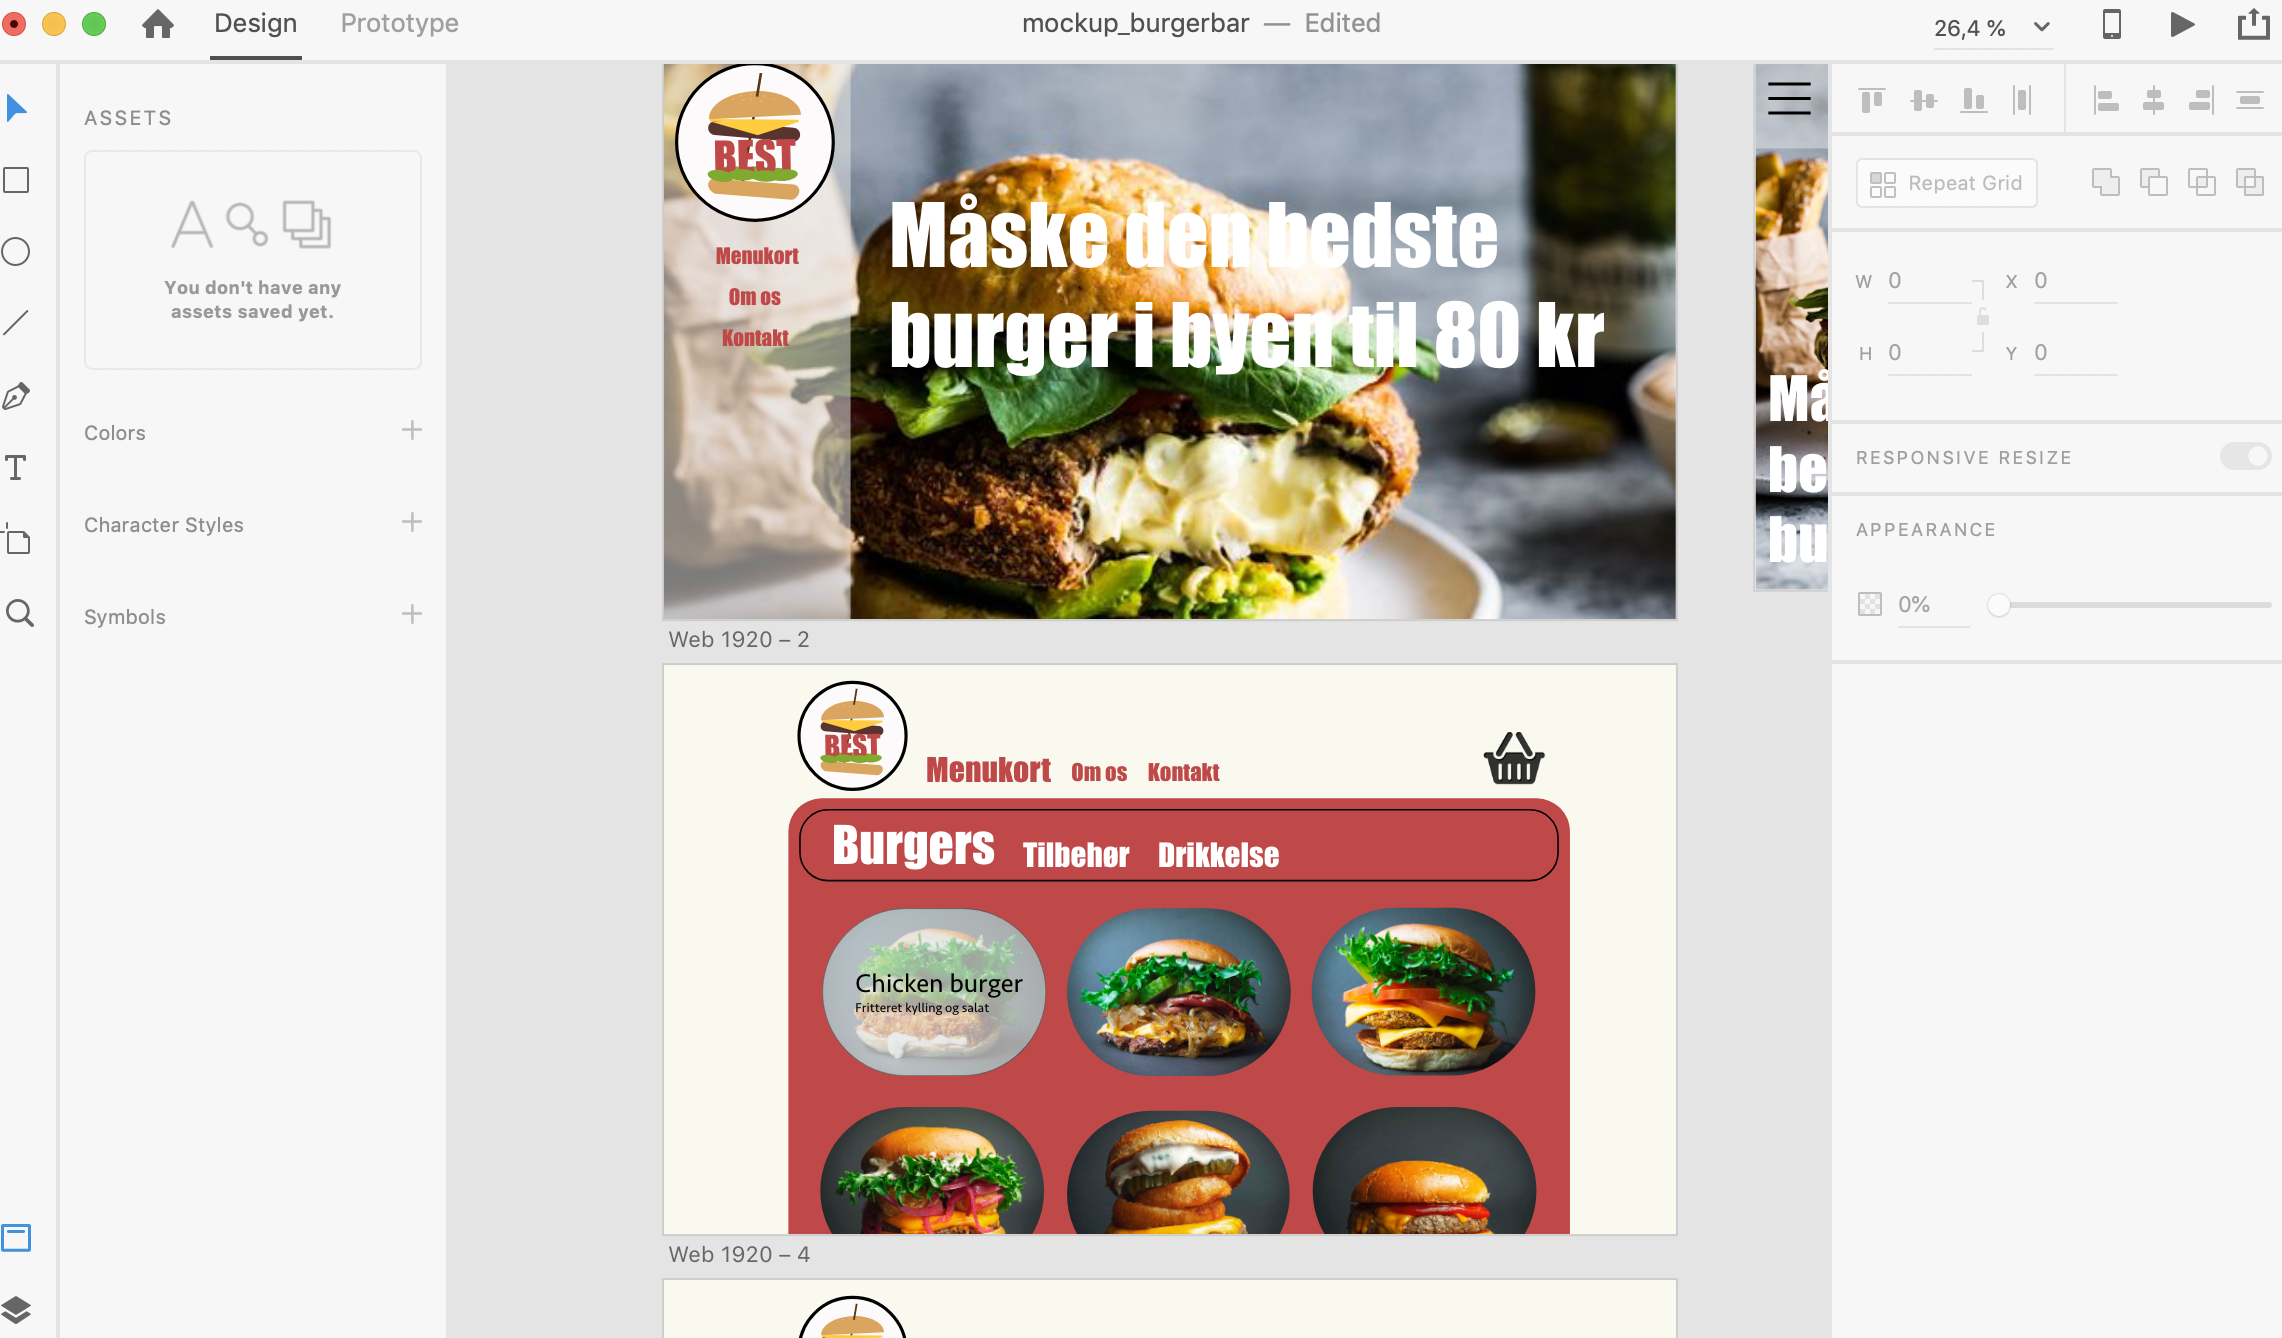 Design
Prototype
mockup_burgerbar — Edited
26,4 %
ASSETS
You don't have any
assets saved yet.
Colors
Character Styles
Symbols
BEST
Menukort
Om os
Kontakt
Måske den bedste
burger i byen til 80 kr
Må
be
bu
Web 1920 – 2
BEST
Menukort Om os Kontakt
Burgers Tilbehør Drikkelse
Chicken burger
Fritteret kylling og salat
Web 1920 – 4
Repeat Grid
W 0 X 0
H 0 Y 0
RESPONSIVE RESIZE
APPEARANCE
0%